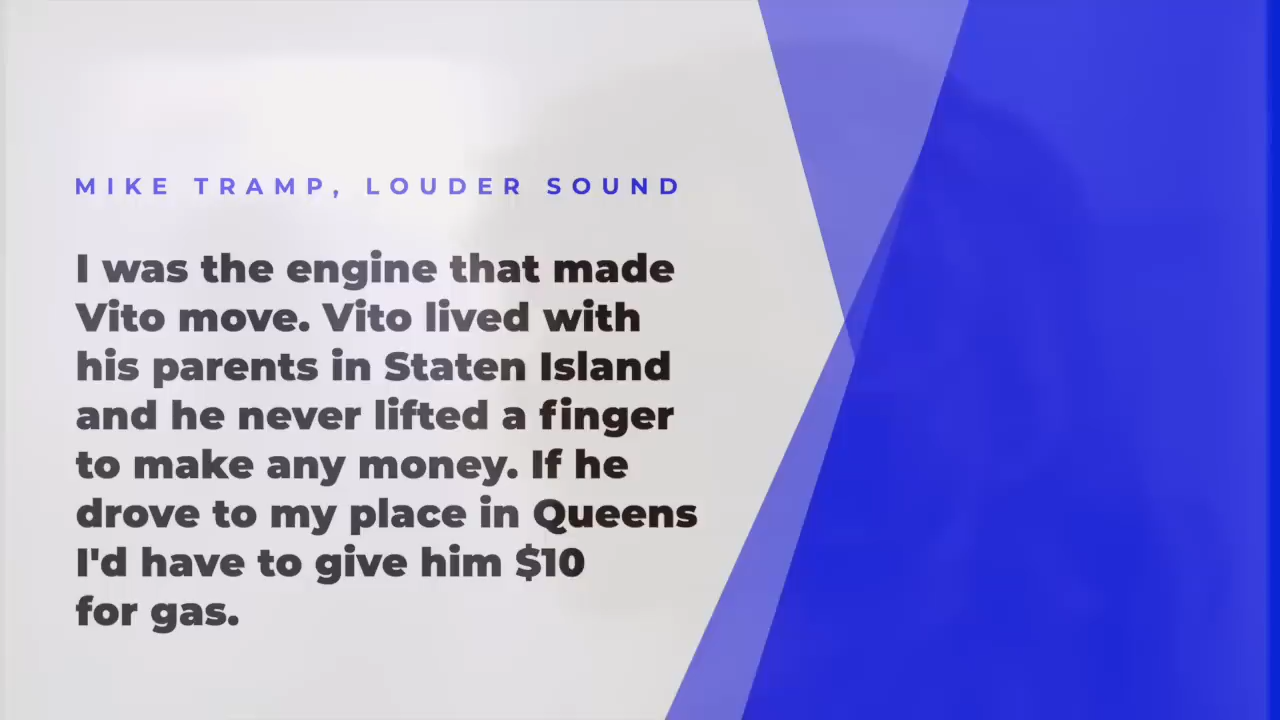 MIKE TRAMP, LOUDER SOUND
I was the engine that made
Vito move. Vito lived with
his parents in Staten Island
and he never lifted a finger
to make any money. If he
drove to my place in Queens
I'd have to give him $10
for gas.